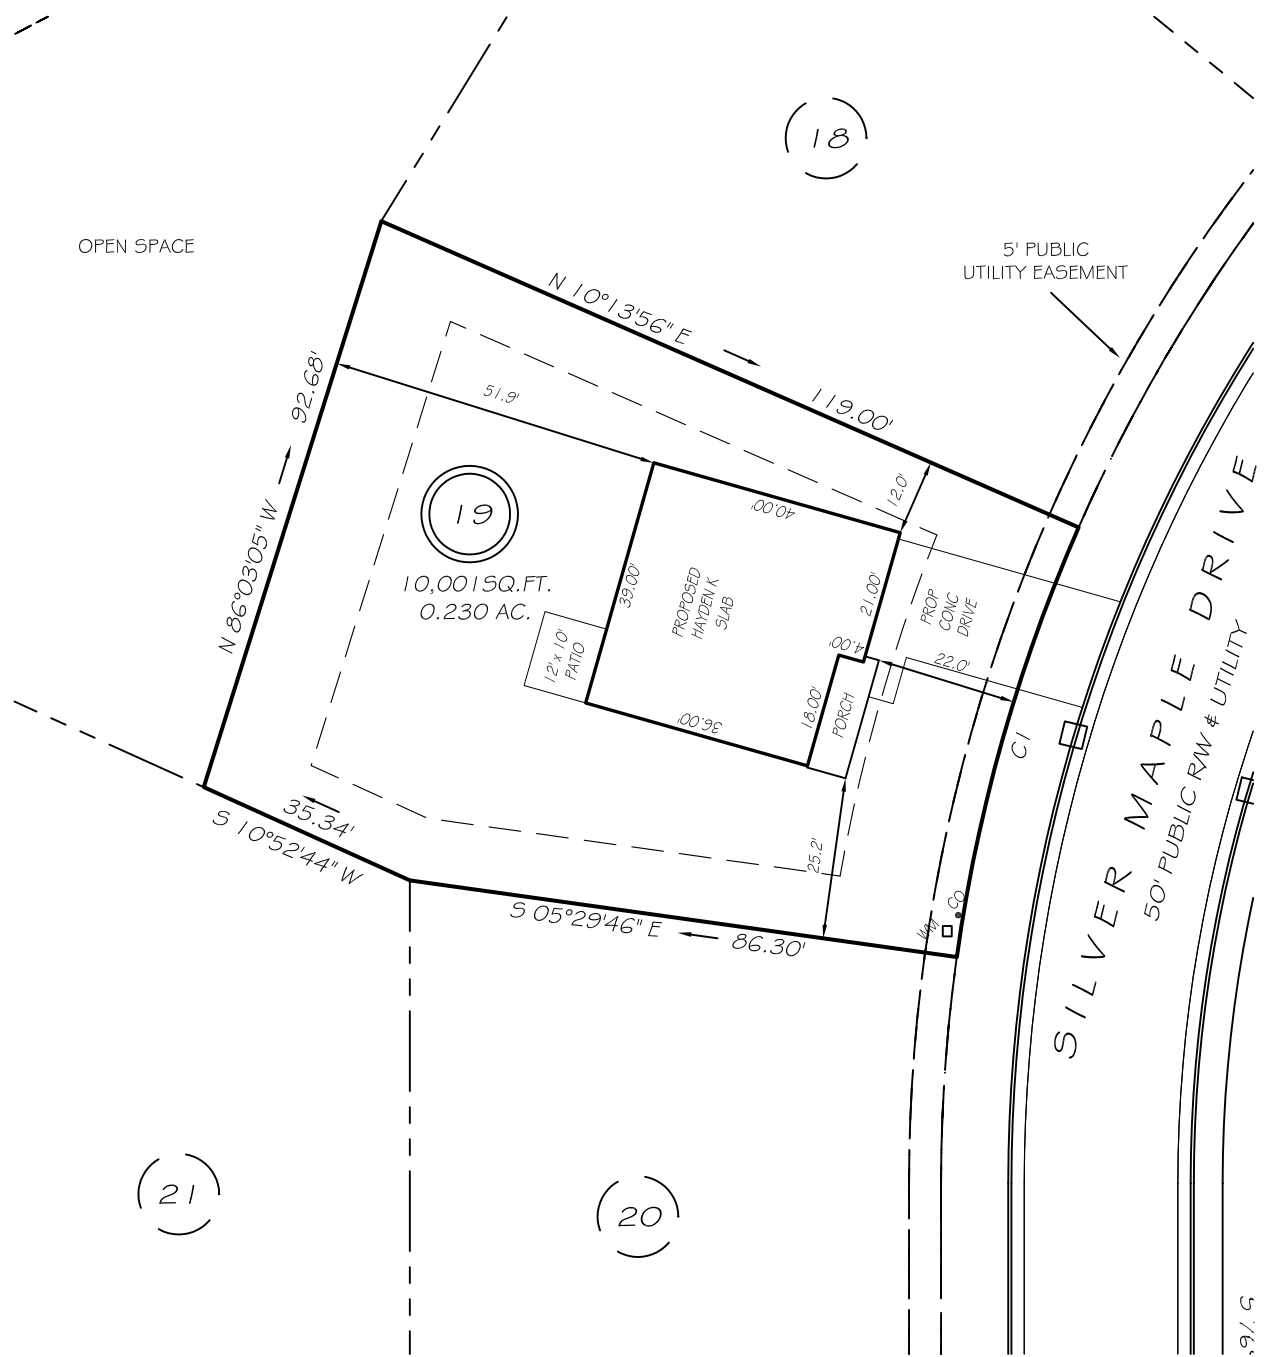 18
OPEN SPACE
5' PUBLIC
UTILITY EASEMENT
N 10°13'56" E
119.00'
92.68'
N 86°03'05" W
51.9'
12.0'
40.00'
19
10,001 SQ.FT.
0.230 AC.
39.00'
PROPOSED
HAYDEN K
SLAB
21.00'
PROP
CONC
DRIVE
4.00'
22.0'
12' x 10'
PATIO
36.00'
18.00'
PORCH
C1
SILVER MAPLE DRIVE
50' PUBLIC R/W & UTILITY
35.34'
S 10°52'44" W
25.2'
S 05°29'46" E
86.30'
WM
CO
21
20